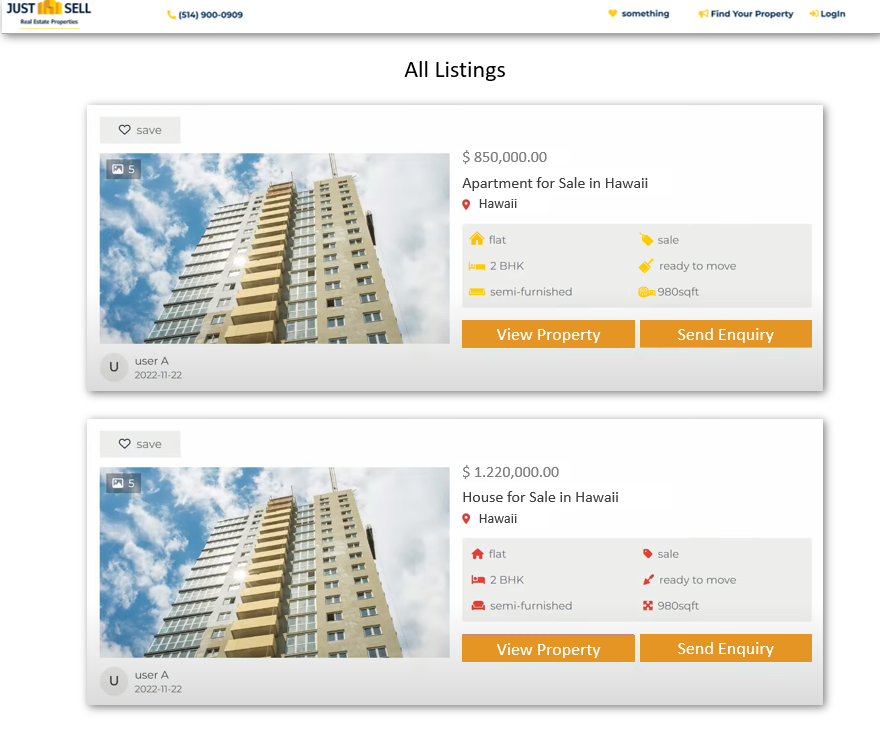 JUST SELL
Real Estate Properties
(514) 900-0909
something
Find Your Property
LogIn
All Listings
save
5
$ 850,000.00
Apartment for Sale in Hawaii
Hawaii
flat
sale
2 BHK
ready to move
semi-furnished
980sqft
View Property
Send Enquiry
U
user A
2022-11-22
save
5
$ 1.220,000.00
House for Sale in Hawaii
Hawaii
flat
sale
2 BHK
ready to move
semi-furnished
980sqft
View Property
Send Enquiry
U
user A
2022-11-22